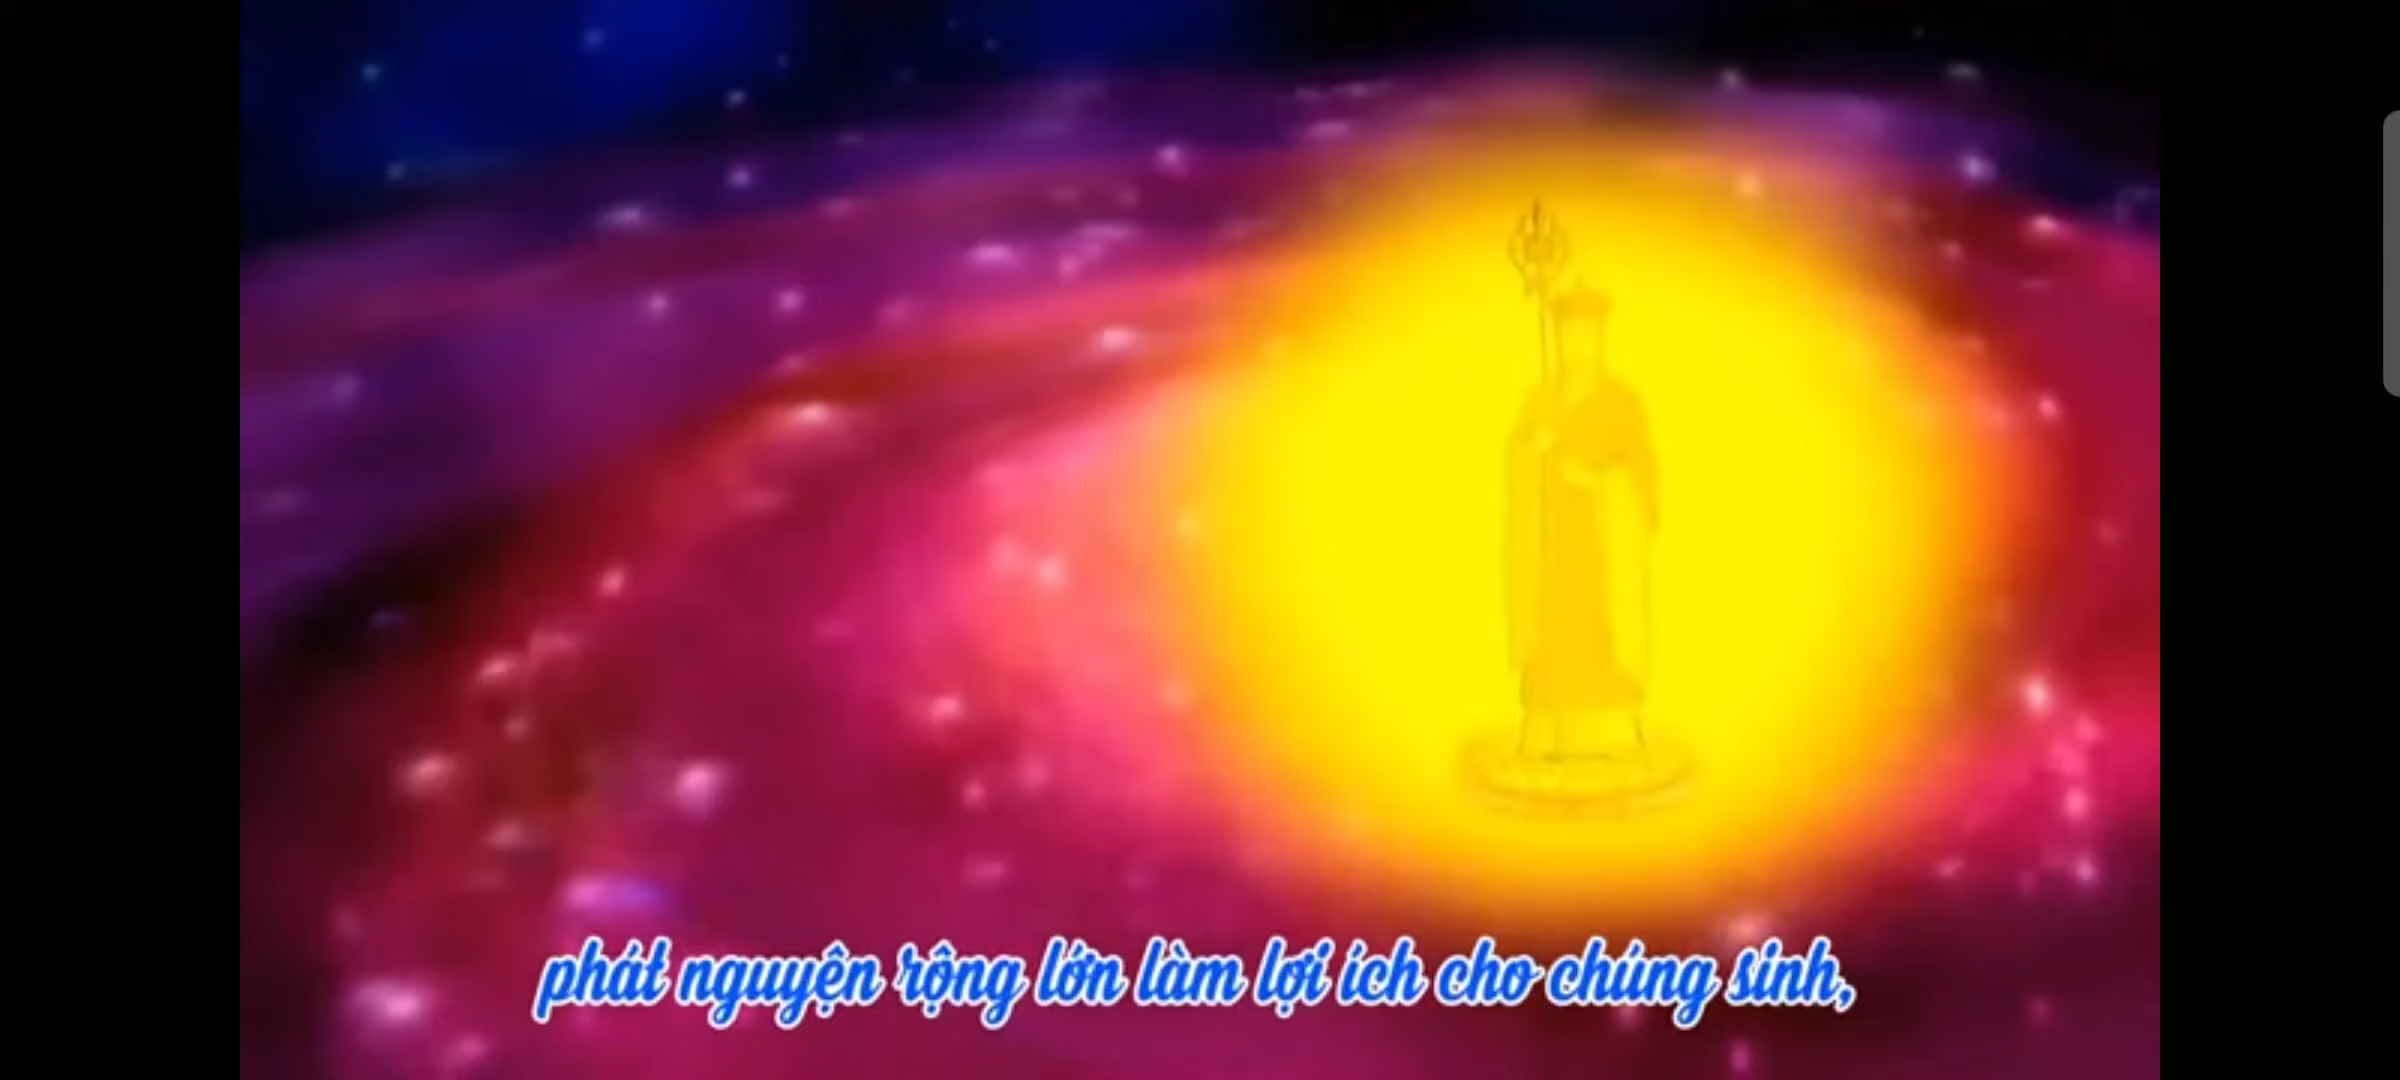 phát nguyện rộng lớn làm lợi ích cho chúng sinh,